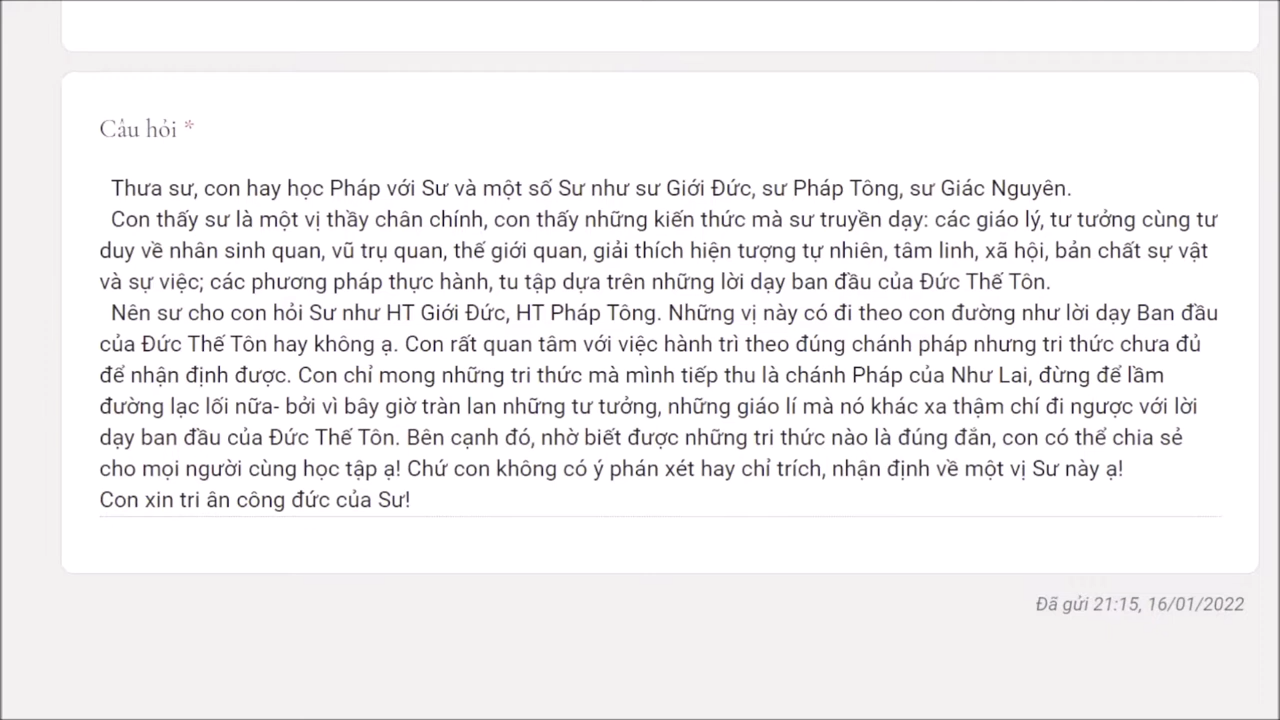 Câu hỏi *
Thưa sư, con hay học Pháp với Sư và một số Sư như sư Giới Đức, sư Pháp Tông, sư Giác Nguyên.
Con thấy sư là một vị thầy chân chính, con thấy những kiến thức mà sư truyền dạy: các giáo lý, tư tưởng cùng tư
duy về nhân sinh quan, vũ trụ quan, thế giới quan, giải thích hiện tượng tự nhiên, tâm linh, xã hội, bản chất sự vật
và sự việc; các phương pháp thực hành, tu tập dựa trên những lời dạy ban đầu của Đức Thế Tôn.
Nên sư cho con hỏi Sư như HT Giới Đức, HT Pháp Tông. Những vị này có đi theo con đường như lời dạy Ban đầu
của Đức Thế Tôn hay không ạ. Con rất quan tâm với việc hành trì theo đúng chánh pháp nhưng tri thức chưa đủ
để nhận định được. Con chỉ mong những tri thức mà mình tiếp thu là chánh Pháp của Như Lai, đừng để lầm
đường lạc lối nữa- bởi vì bây giờ tràn lan những tư tưởng, những giáo lí mà nó khác xa thậm chí đi ngược với lời
dạy ban đầu của Đức Thế Tôn. Bên cạnh đó, nhờ biết được những tri thức nào là đúng đắn, con có thể chia sẻ
cho mọi người cùng học tập ạ! Chứ con không có ý phán xét hay chỉ trích, nhận định về một vị Sư này ạ!
Con xin tri ân công đức của Sư!
Đã gửi 21:15, 16/01/2022